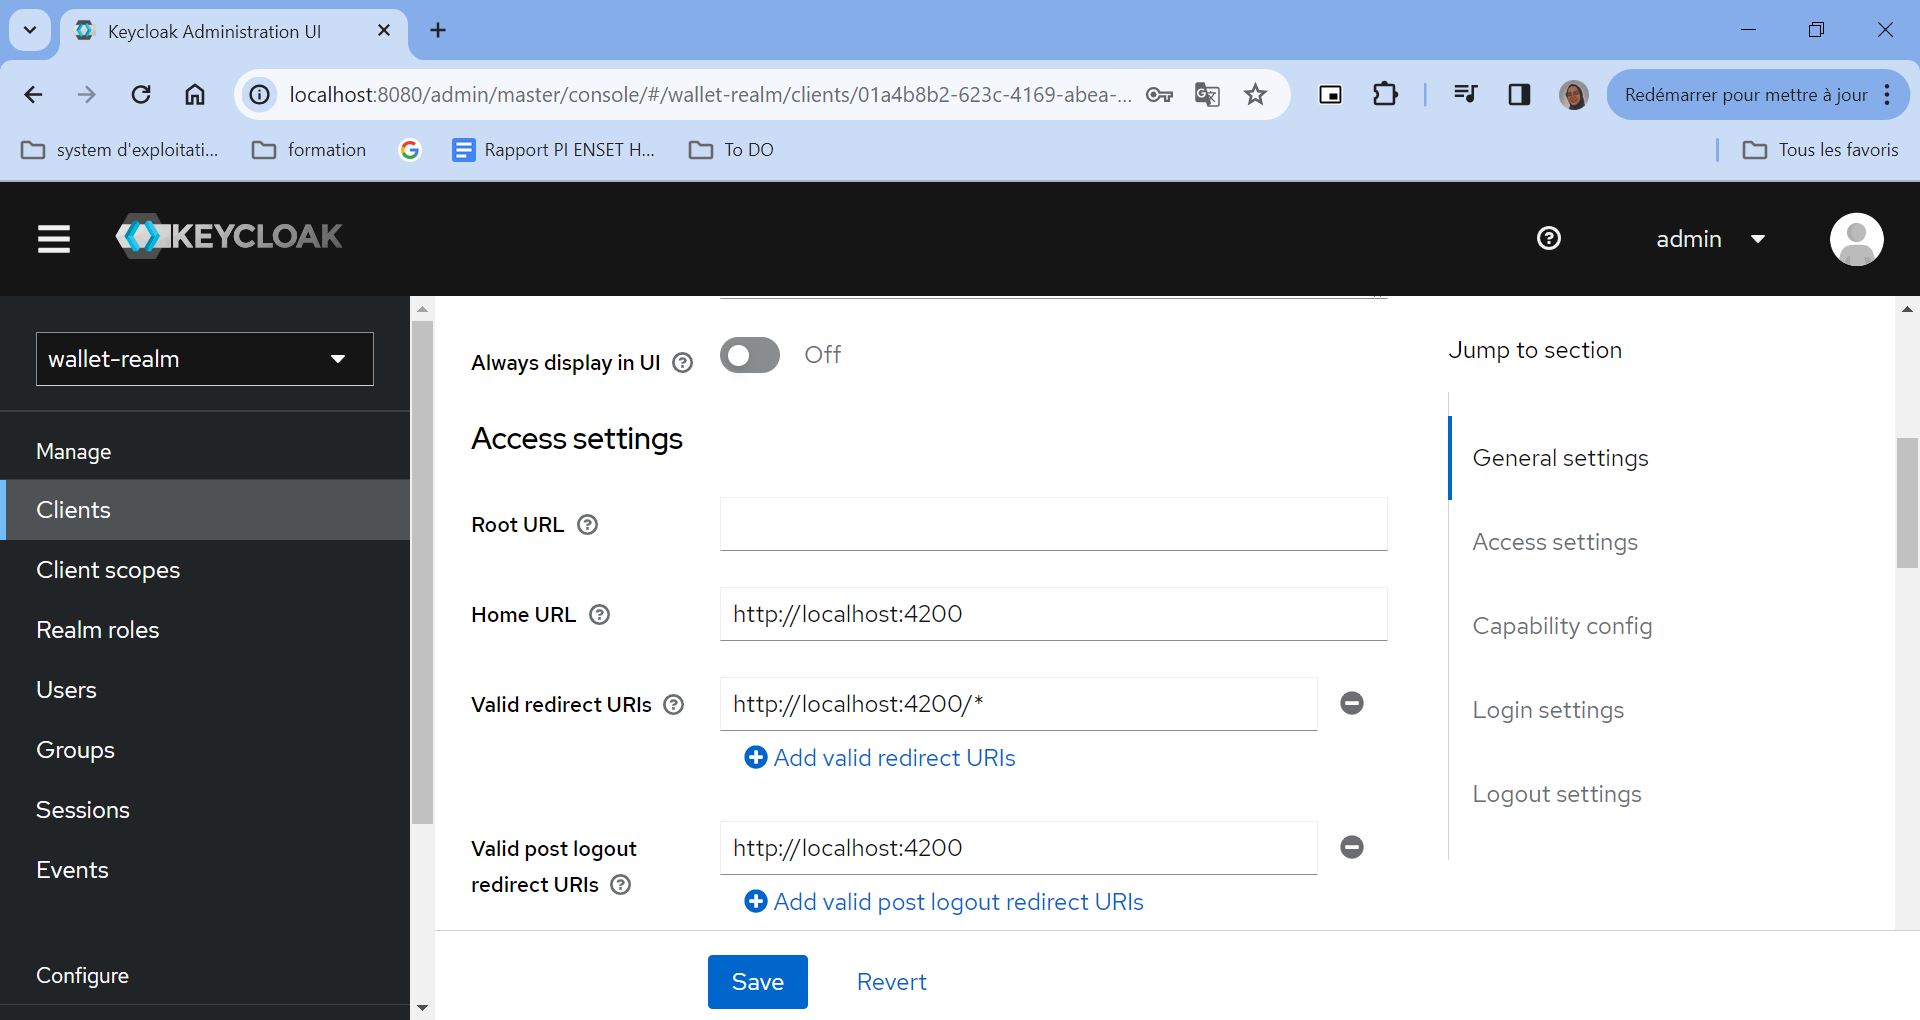 Keycloak Administration UI
localhost:8080/admin/master/console/#/wallet-realm/clients/01a4b8b2-623c-4169-abea-...
Redémarrer pour mettre à jour
system d'exploitati...
formation
Rapport PI ENSET H...
To DO
Tous les favoris
KEYCLOAK
admin
wallet-realm
Manage
Clients
Client scopes
Realm roles
Users
Groups
Sessions
Events
Configure
Always display in UI
Off
Access settings
Root URL
Home URL
http://localhost:4200
Valid redirect URIs
http://localhost:4200/*
Add valid redirect URIs
Valid post logout
redirect URIs
http://localhost:4200
Add valid post logout redirect URIs
Save
Revert
Jump to section
General settings
Access settings
Capability config
Login settings
Logout settings